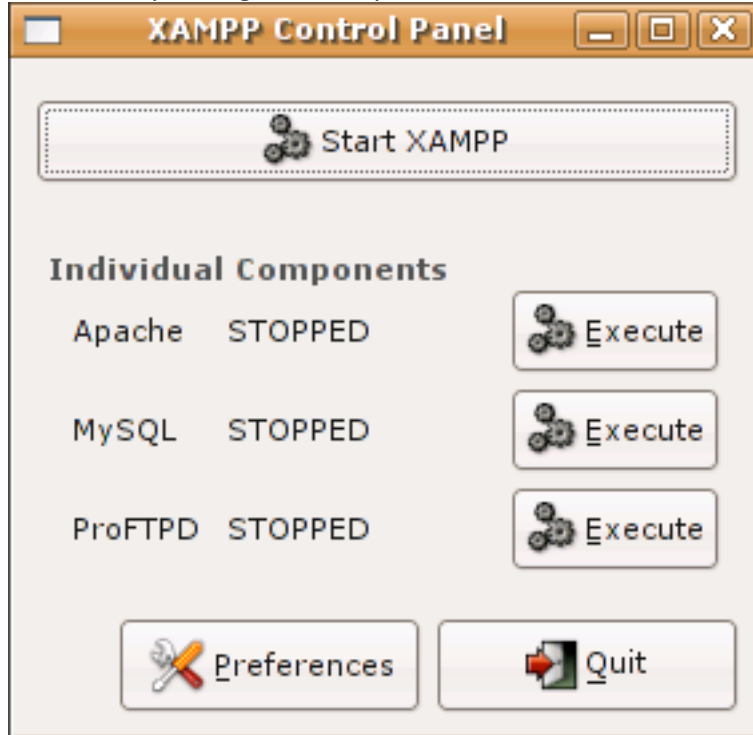 XAMPP Control Panel
Start XAMPP
Individual Components
Apache STOPPED Execute
MySQL STOPPED Execute
ProFTPD STOPPED Execute
Preferences Quit